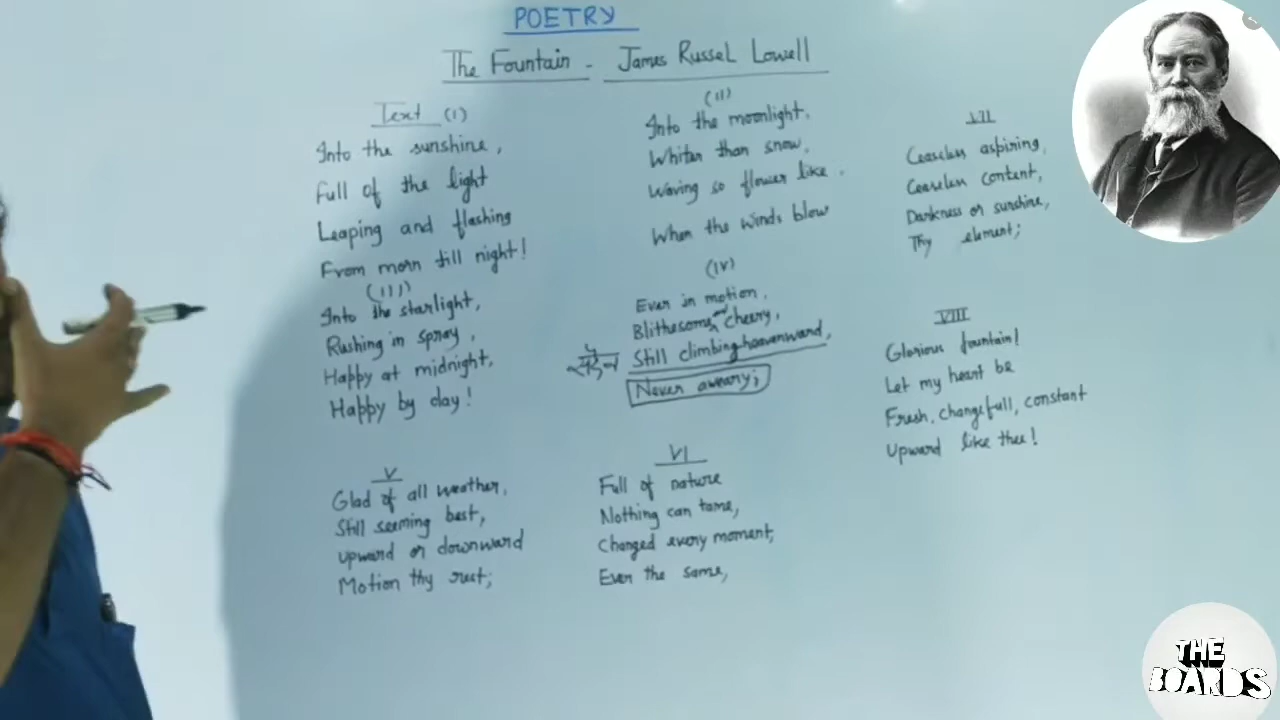 POETRY
The Fountain - James Russel Lowell
Text (I)
Into the sunshine,
Full of the light
Leaping and flashing
From morn till night!
(II)
Into the moonlight,
Whiter than snow,
Waving so flower like.
When the winds blow
(III)
Into the starlight,
Rushing in spray,
Happy at midnight,
Happy by day!
(IV)
Ever in motion,
Blithesome and cheery,
Still climbing heavenward,
Never aweary;
V
Glad of all weather,
Still seeming best,
upward or downward
Motion thy rest;
VI
Full of nature
Nothing can tame,
Changed every moment,
Ever the same,
VII
Ceaseless aspiring,
Ceaseless content,
Darkness or sunshine,
Thy element;
VIII
Glorious fountain!
Let my heart be
Fresh, changefull, constant
Upward like thee!
THE
BOARDS